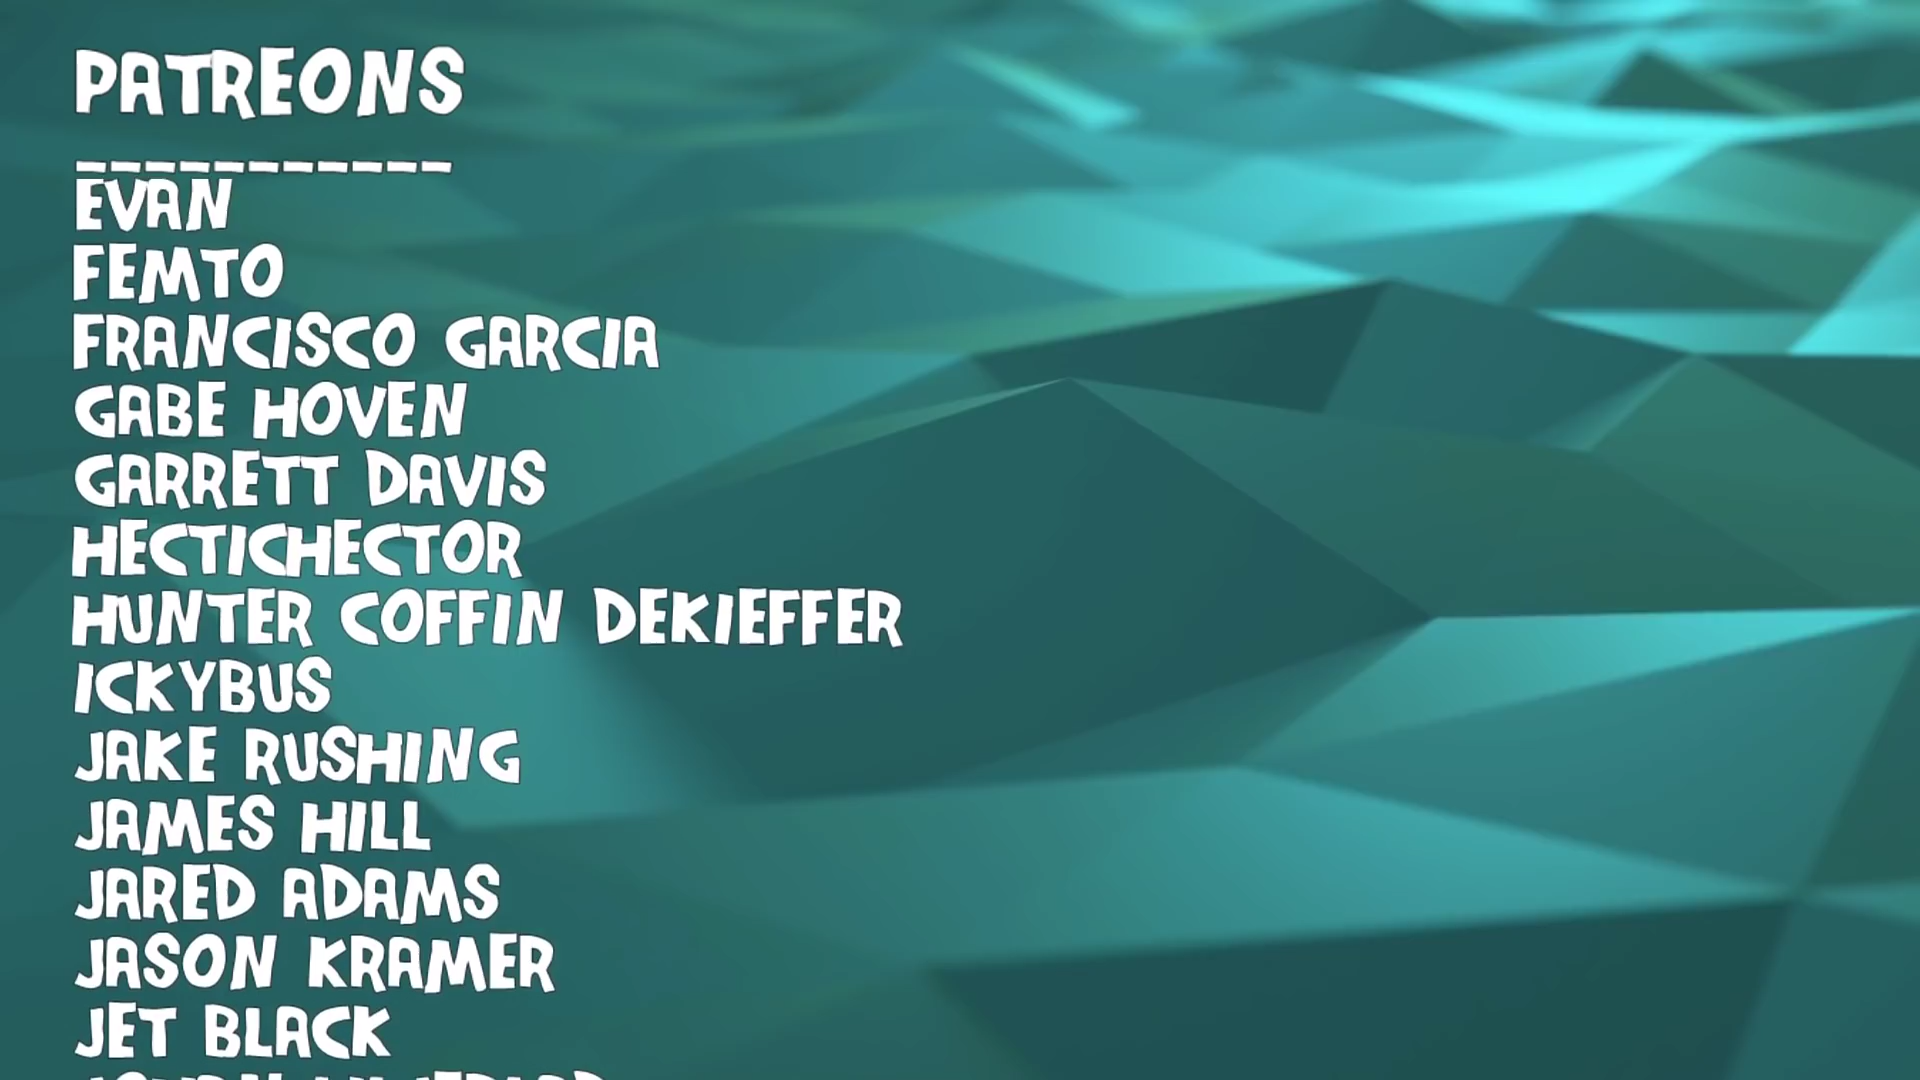 PATREONS
___________
EVAN
FEMTO
FRANCISCO GARCIA
GABE HOVEN
GARRETT DAVIS
HECTICHECTOR
HUNTER COFFIN DEKIEFFER
ICKYBUS
JAKE RUSHING
JAMES HILL
JARED ADAMS
JASON KRAMER
JET BLACK